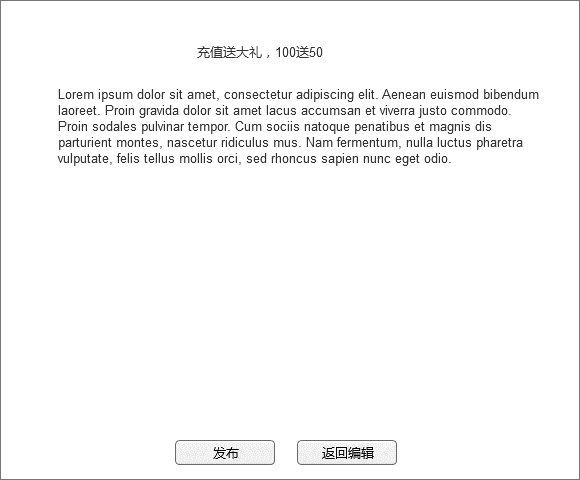 充值送大礼，100送50
Lorem ipsum dolor sit amet, consectetur adipiscing elit. Aenean euismod bibendum
laoreet. Proin gravida dolor sit amet lacus accumsan et viverra justo commodo.
Proin sodales pulvinar tempor. Cum sociis natoque penatibus et magnis dis
parturient montes, nascetur ridiculus mus. Nam fermentum, nulla luctus pharetra
vulputate, felis tellus mollis orci, sed rhoncus sapien nunc eget odio.
发布
返回编辑